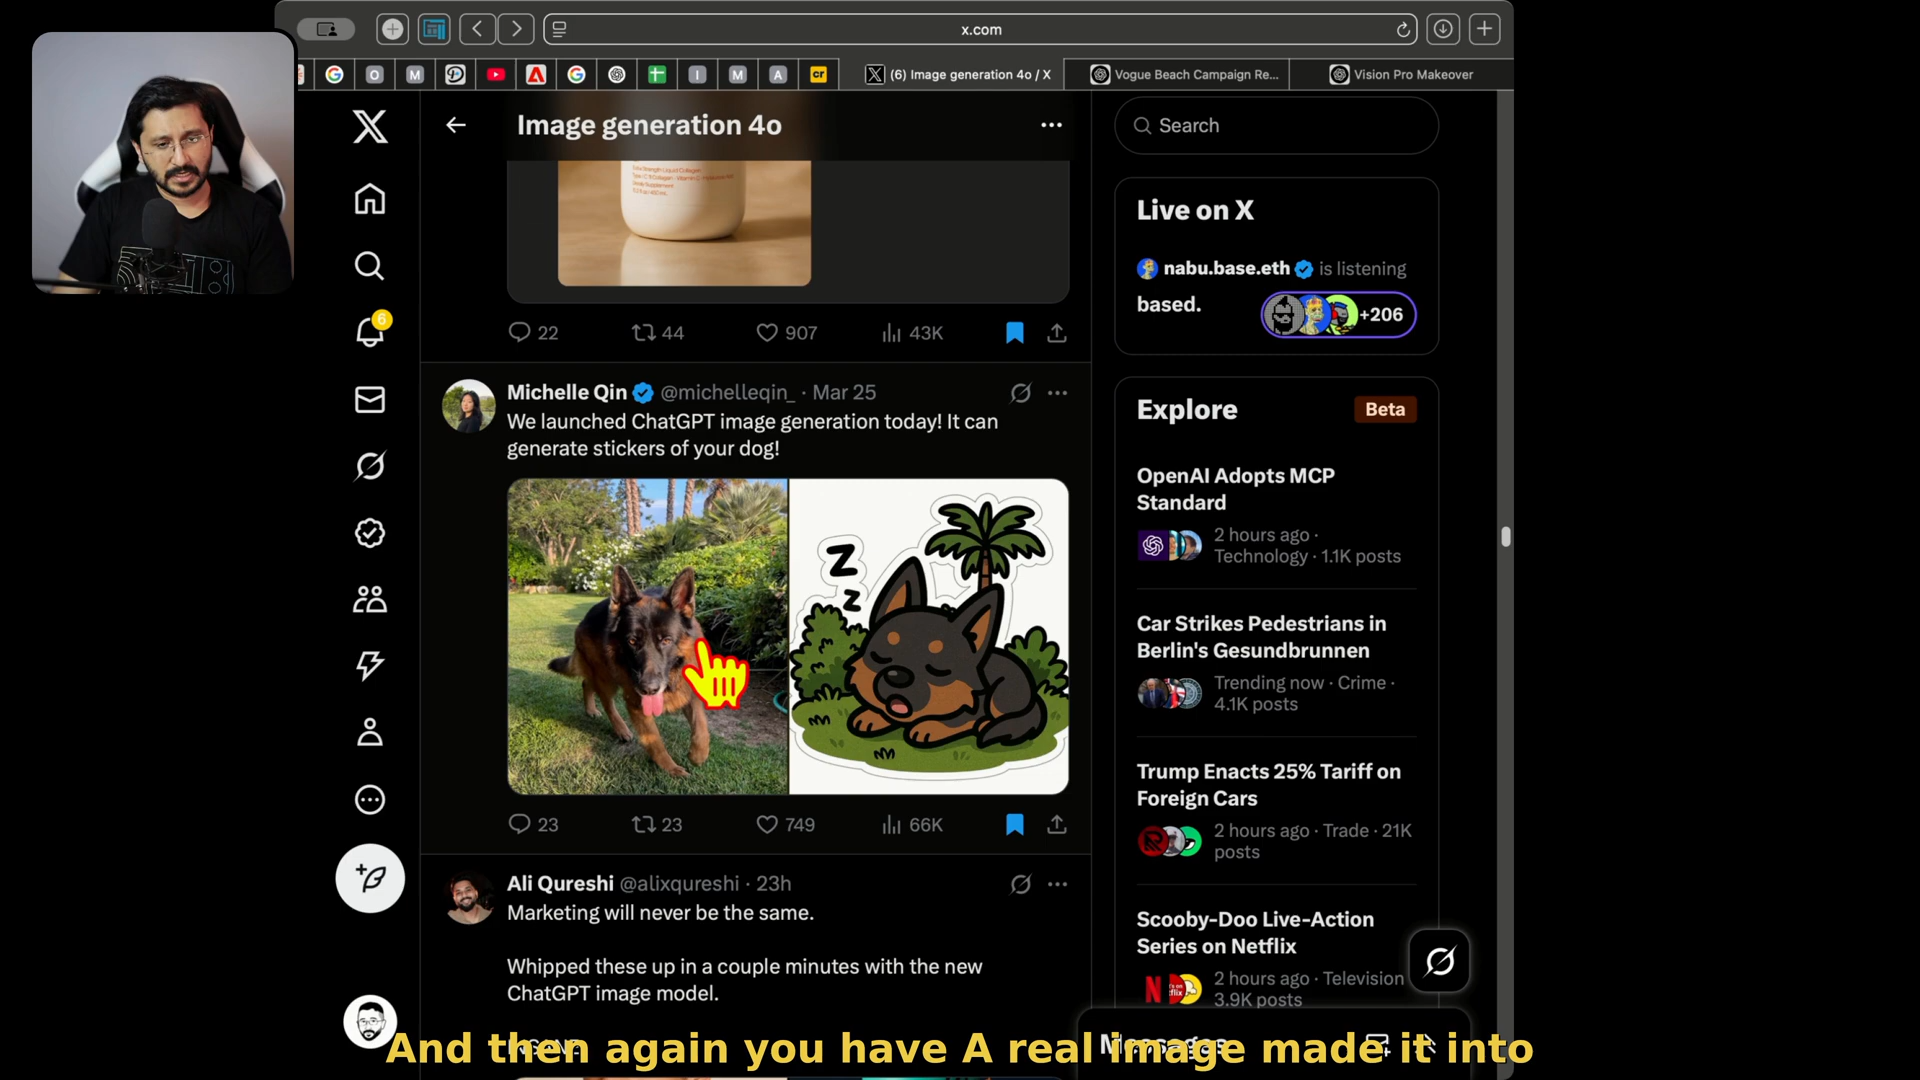 x.com
(6) Image generation 4o / X
Vogue Beach Campaign Re...
Vision Pro Makeover
Image generation 4o
Search
22
44
907
43K
Michelle Qin @michelleqin_ · Mar 25
We launched ChatGPT image generation today! It can
generate stickers of your dog!
Z
z
23
23
749
66K
Ali Qureshi @alixqureshi · 23h
Marketing will never be the same.
Whipped these up in a couple minutes with the new
ChatGPT image model.
Live on X
nabu.base.eth is listening
based.
+206
Explore
Beta
OpenAI Adopts MCP
Standard
2 hours ago ·
Technology · 1.1K posts
Car Strikes Pedestrians in
Berlin's Gesundbrunnen
Trending now · Crime ·
4.1K posts
Trump Enacts 25% Tariff on
Foreign Cars
2 hours ago · Trade · 21K
posts
Scooby-Doo Live-Action
Series on Netflix
2 hours ago · Television
3.9K posts
6
And then again you have A real image made it into